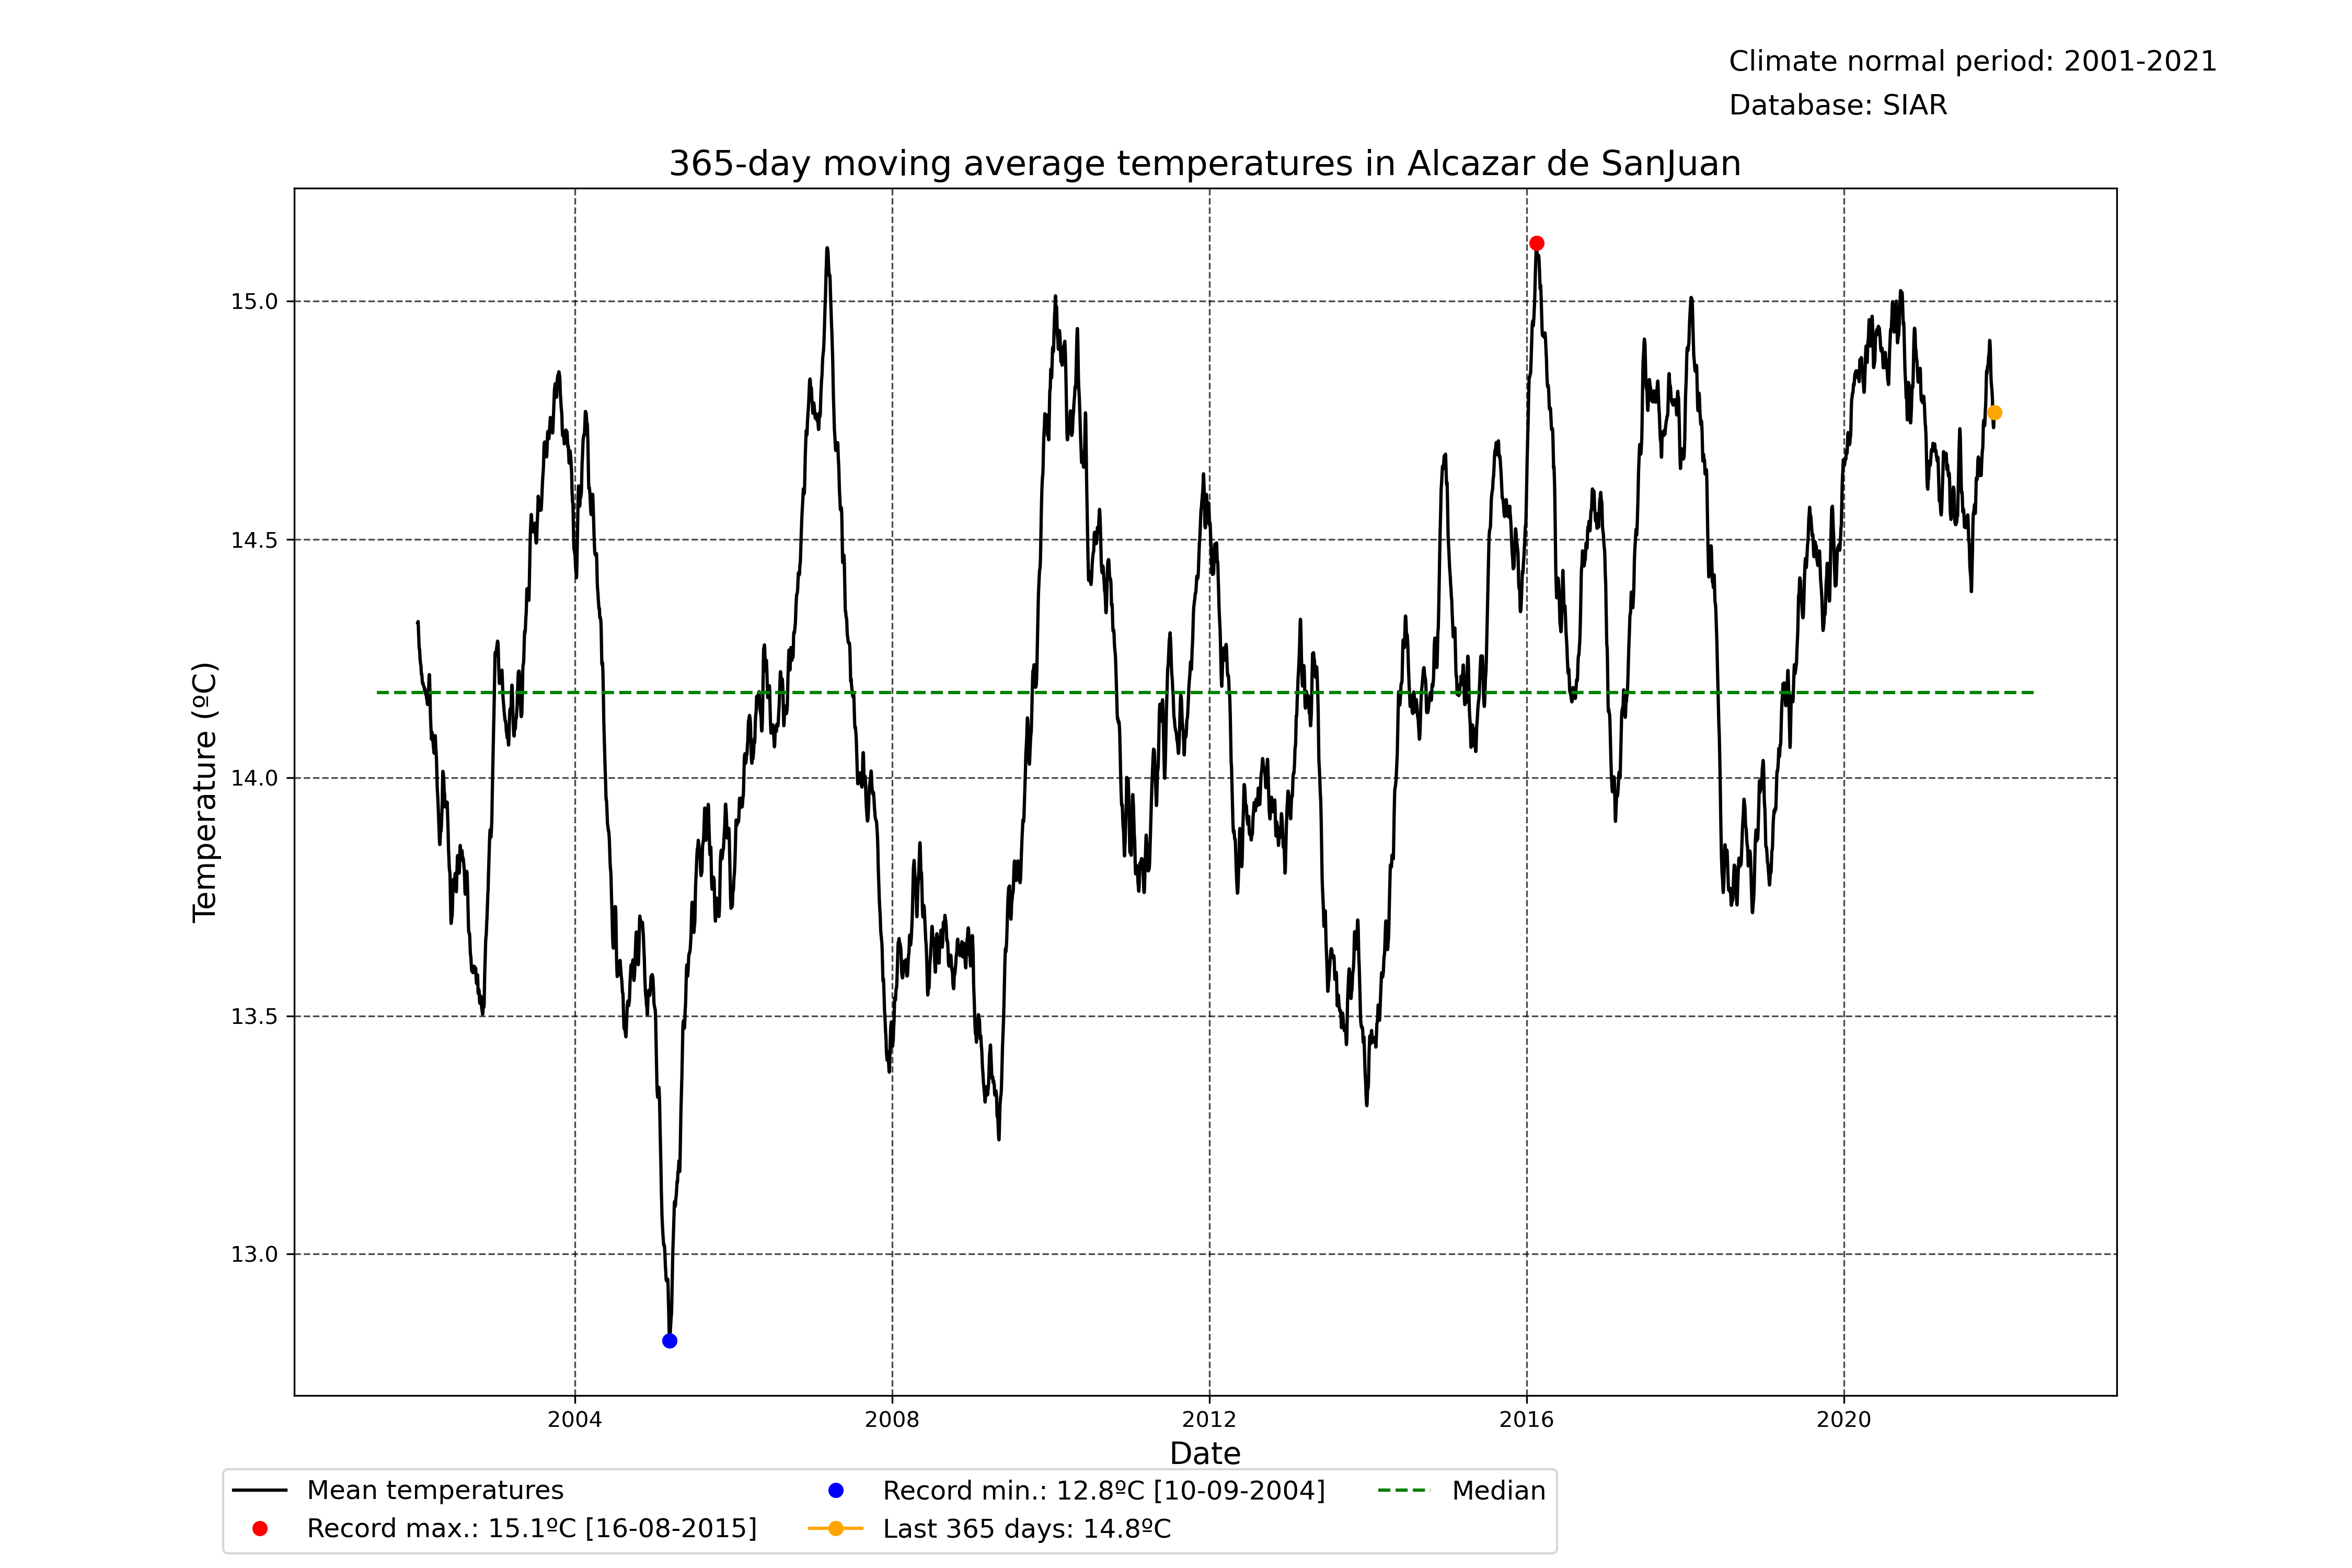 Climate normal period: 2001-2021
Database: SIAR
365-day moving average temperatures in Alcazar de SanJuan
15.0
14.5
14.0
13.5
13.0
Temperature (ºC)
2004 2008 2012 2016 2020
Date
Mean temperatures
Record max.: 15.1ºC [16-08-2015]
Record min.: 12.8ºC [10-09-2004]
Last 365 days: 14.8ºC
Median